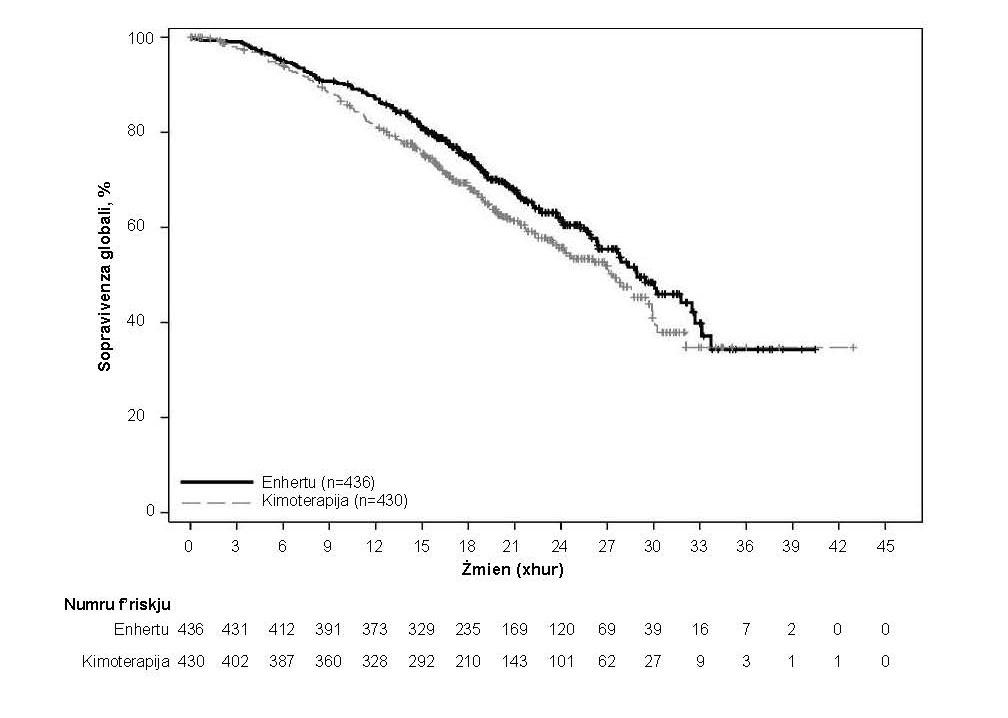 100
80
60
40
20
0
Sopravivenza globali, %
Enhertu (n=436)
Kimoterapija (n=430)
0 3 6 9 12 15 18 21 24 27 30 33 36 39 42 45
Żmien (xhur)
Numru f'riskju
Enhertu 436 431 412 391 373 329 235 169 120 69 39 16 7 2 0 0
Kimoterapija 430 402 387 360 328 292 210 143 101 62 27 9 3 1 1 0